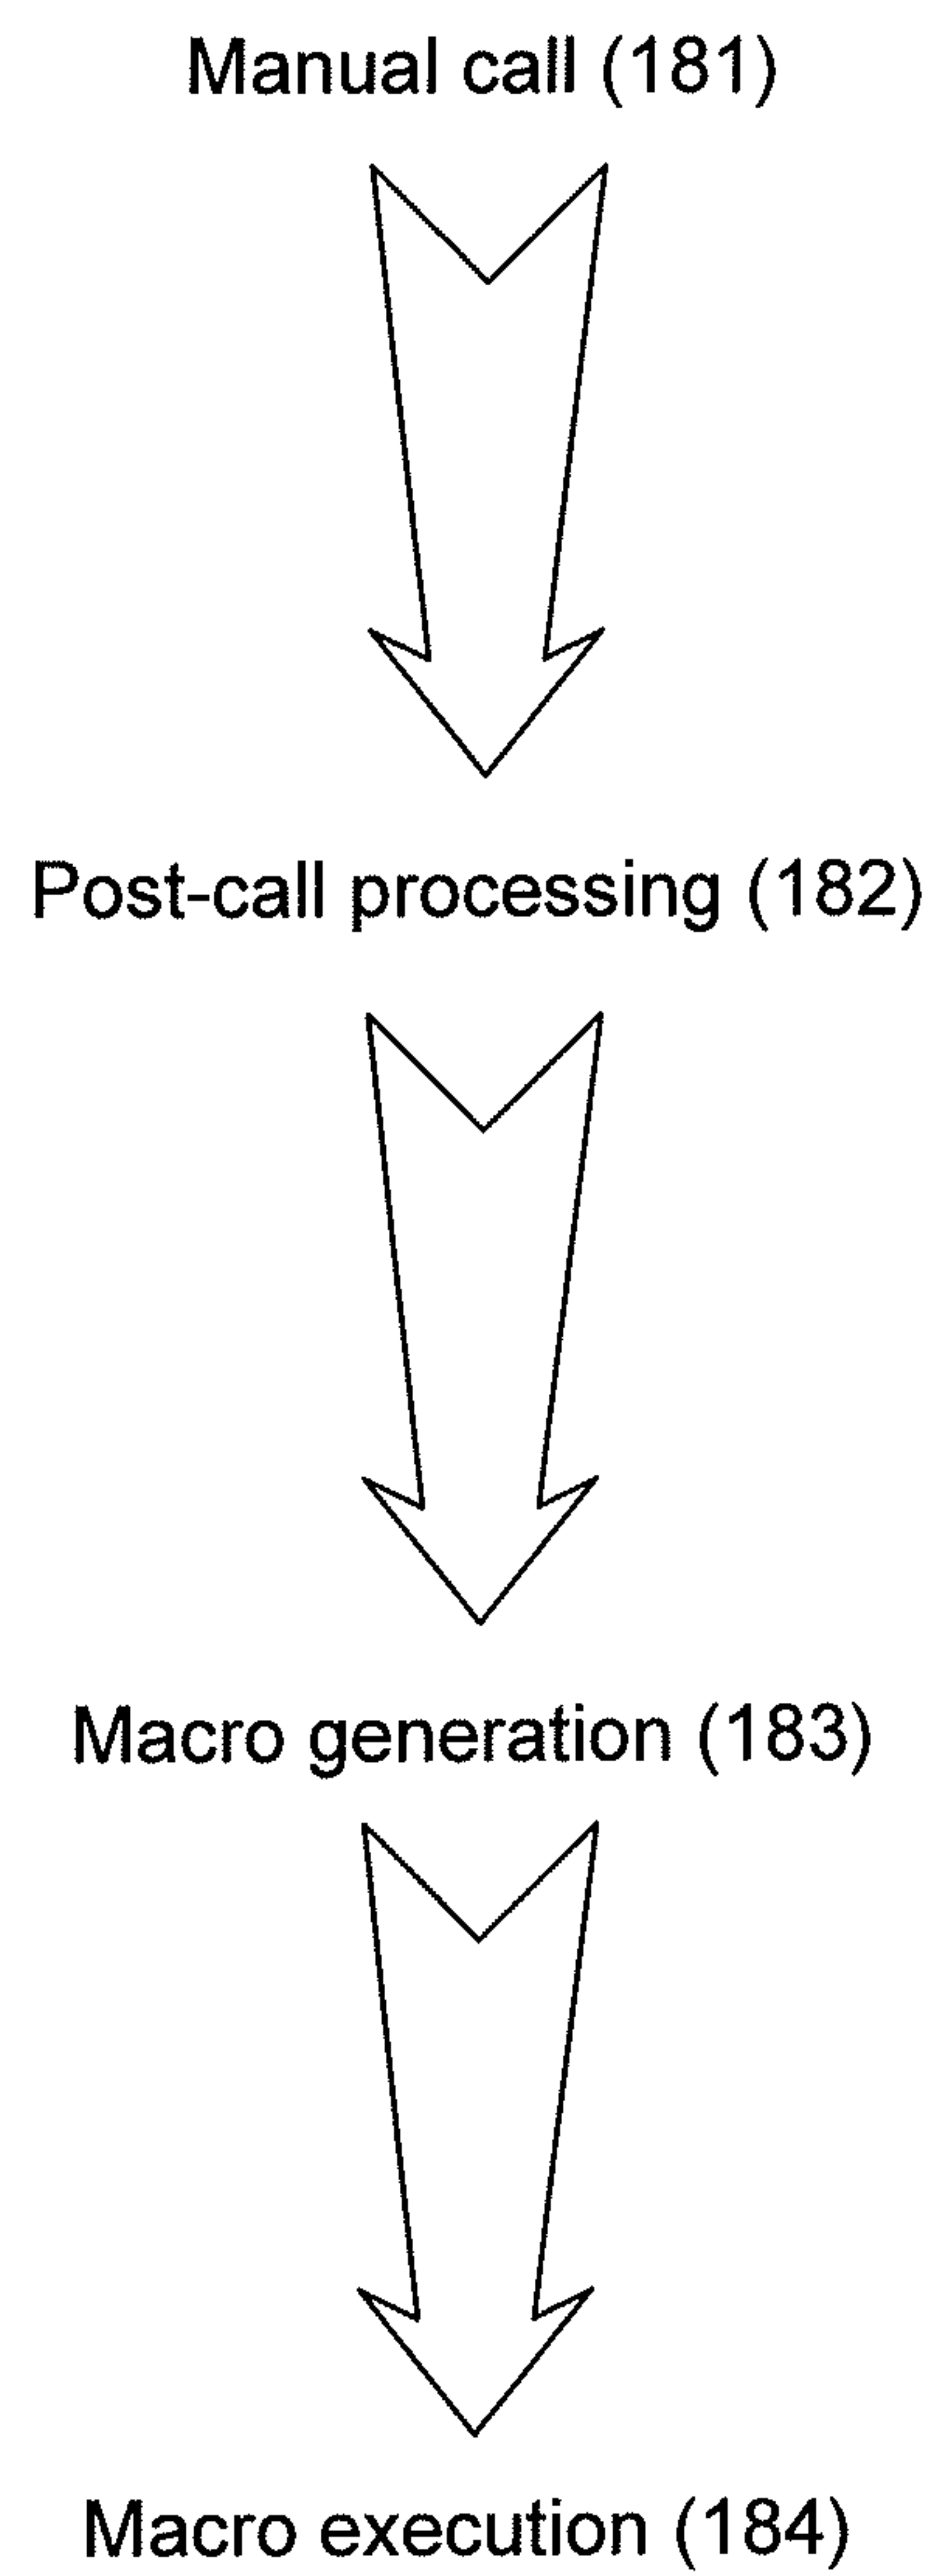 Manual call (181)
Post-call processing (182)
Macro generation (183)
Macro execution (184)